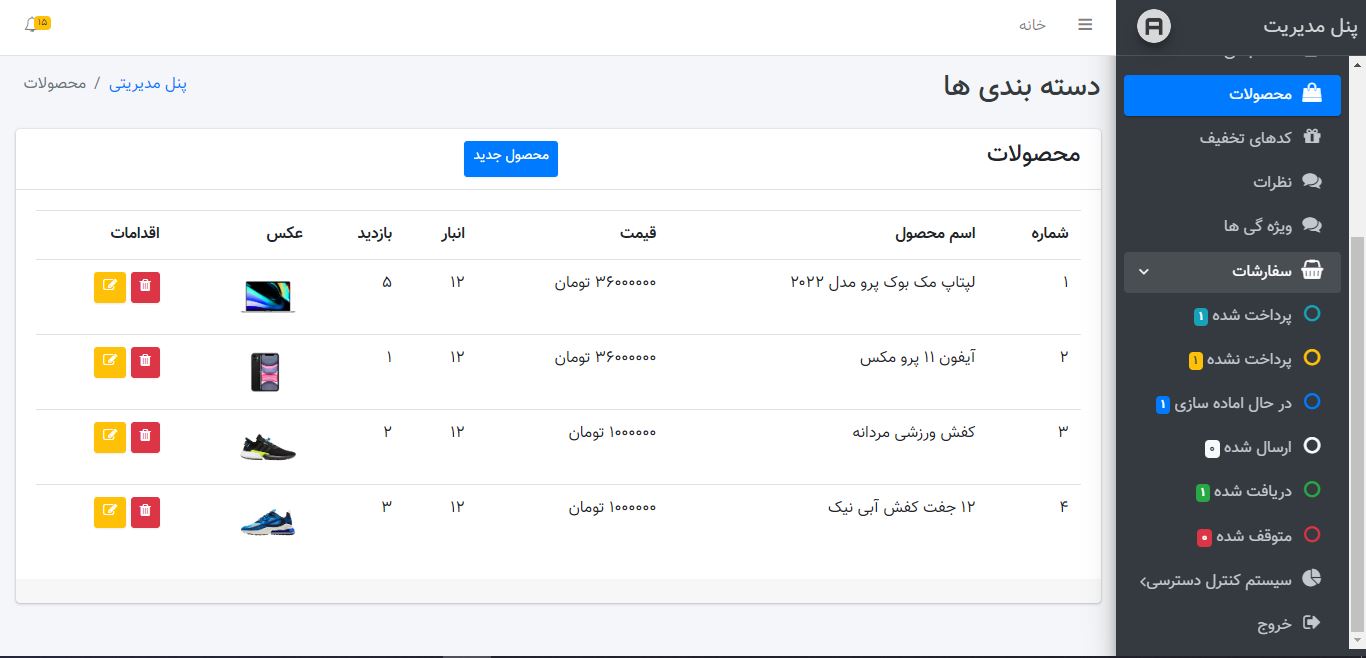 پنل مدیریت
محصولات
کدهای تخفیف
نظرات
ویژه گی ها
سفارشات
پرداخت شده ۱
پرداخت نشده ۱
در حال اماده سازی ۱
ارسال شده ۰
دریافت شده ۱
متوقف شده ۰
سیستم کنترل دسترسی
خروج
خانه
۱۵
دسته بندی ها
پنل مدیریتی / محصولات
محصولات
محصول جدید
شماره اسم محصول قیمت انبار بازدید عکس اقدامات
۱ لپتاپ مک بوک پرو مدل ۲۰۲۲ ۳۶۰۰۰۰۰۰ تومان ۱۲ ۵
۲ آیفون ۱۱ پرو مکس ۳۶۰۰۰۰۰۰ تومان ۱۲ ۱
۳ کفش ورزشی مردانه ۱۰۰۰۰۰۰ تومان ۱۲ ۲
۴ ۱۲ جفت کفش آبی نیک ۱۰۰۰۰۰۰ تومان ۱۲ ۳